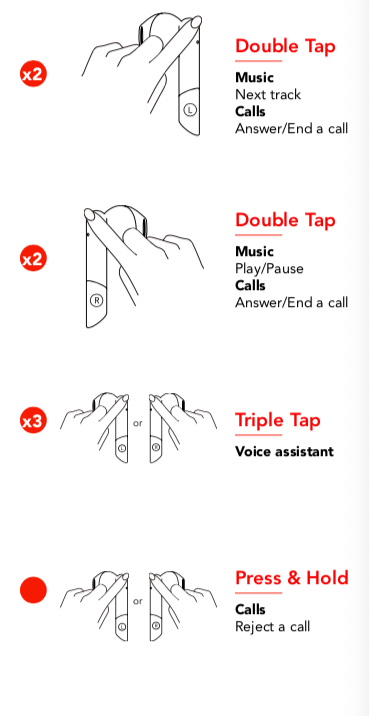 x2
Double Tap
Music
Next track
Calls
Answer/End a call
L
x2
Double Tap
Music
Play/Pause
Calls
Answer/End a call
R
x3
or
L
R
Triple Tap
Voice assistant
Press & Hold
Calls
Reject a call
or
L
R